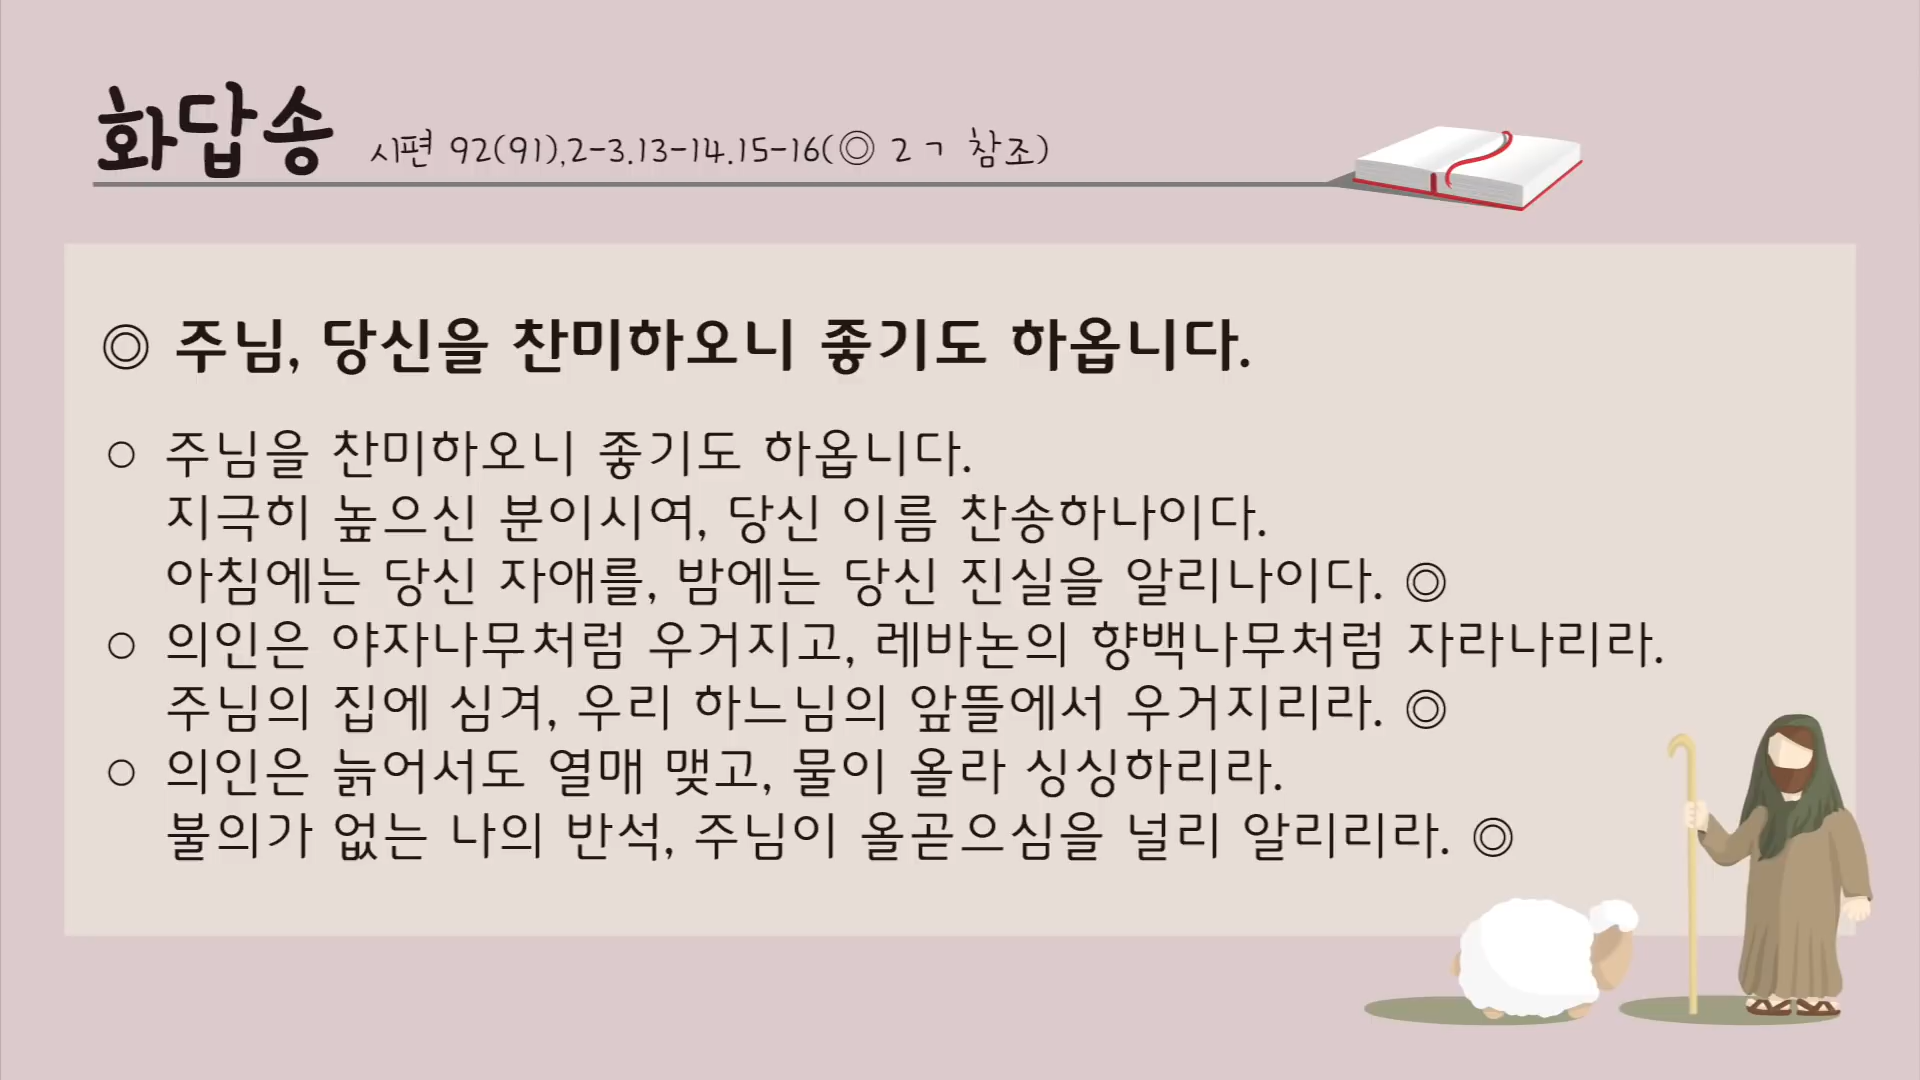 화답송 시편 92(91),2-3.13-14.15-16(◎ 2ㄱ 참조)
◎ 주님, 당신을 찬미하오니 좋기도 하옵니다.
○ 주님을 찬미하오니 좋기도 하옵니다.
지극히 높으신 분이시여, 당신 이름 찬송하나이다.
아침에는 당신 자애를, 밤에는 당신 진실을 알리나이다. ◎
○ 의인은 야자나무처럼 우거지고, 레바논의 향백나무처럼 자라나리라.
주님의 집에 심겨, 우리 하느님의 앞뜰에서 우거지리라. ◎
○ 의인은 늙어서도 열매 맺고, 물이 올라 싱싱하리라.
불의가 없는 나의 반석, 주님이 올곧으심을 널리 알리리라. ◎